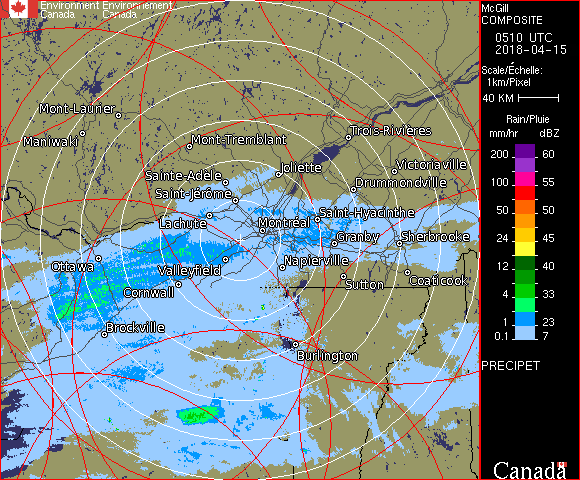 Environment Environnement
Canada Canada
McGill
COMPOSITE
0510 UTC
2018-04-15
Scale/Échelle:
1km/Pixel
40 KM
Rain/Pluie
mm/hr dBZ
200 60
100 55
50 50
24 45
12 40
4 33
1 23
0.1 7
PRECIPET
Canada
Mont-Laurier
Maniwaki
Mont-Tremblant
Trois-Rivières
Victoriaville
Joliette
Sainte-Adèle
Drummondville
Saint-Jérôme
Saint-Hyacinthe
Lachute
Montréal
Granby
Sherbrooke
Ottawa
Valleyfield
Napierville
Cornwall
Sutton
Coaticook
Brockville
Burlington